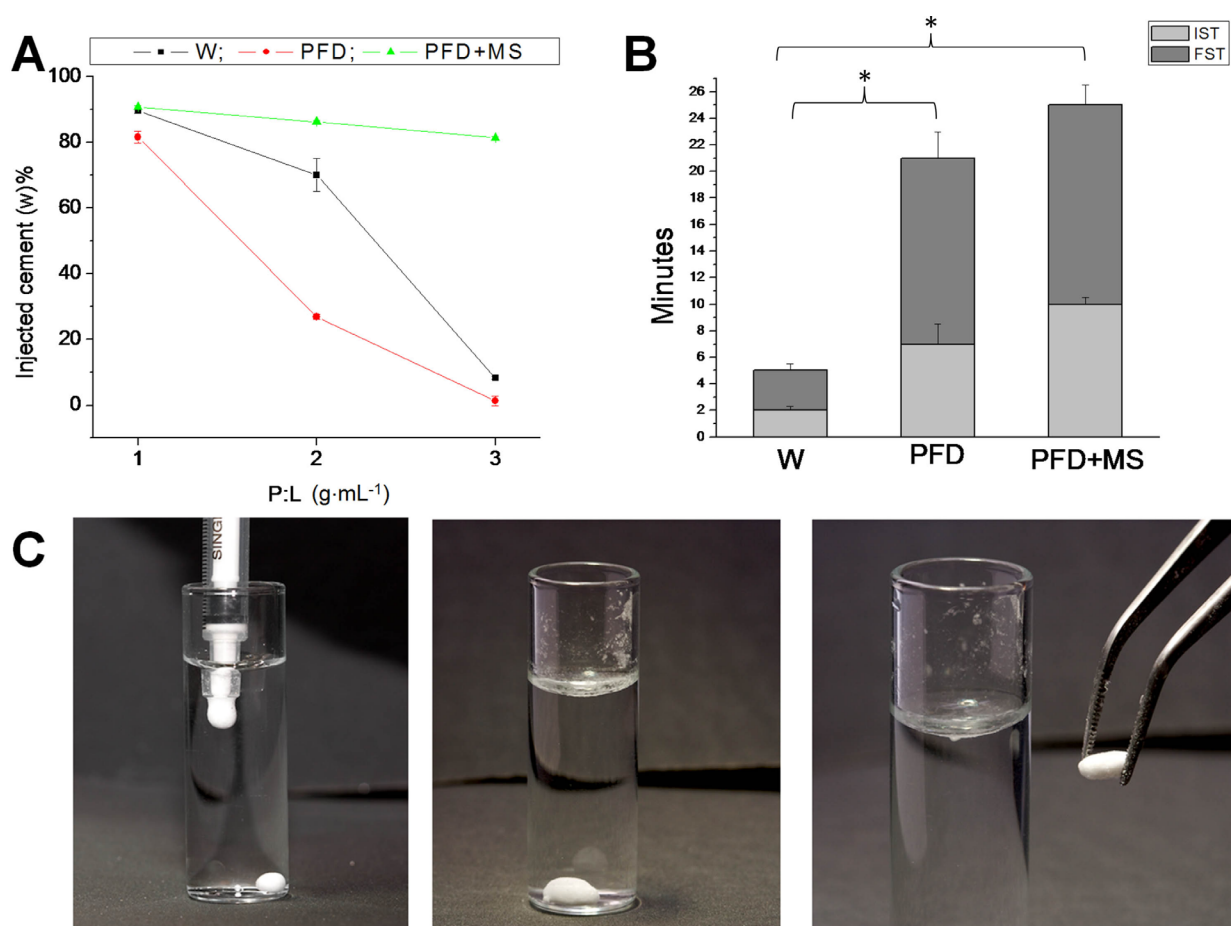 A
W; PFD; PFD+MS
100
80
60
40
20
0
Injected cement (w)%
1 2 3
P:L (g·mL⁻¹)
B
IST
FST
*
*
26
24
22
20
18
16
14
12
10
8
6
4
2
0
Minutes
W PFD PFD+MS
C
SINGL